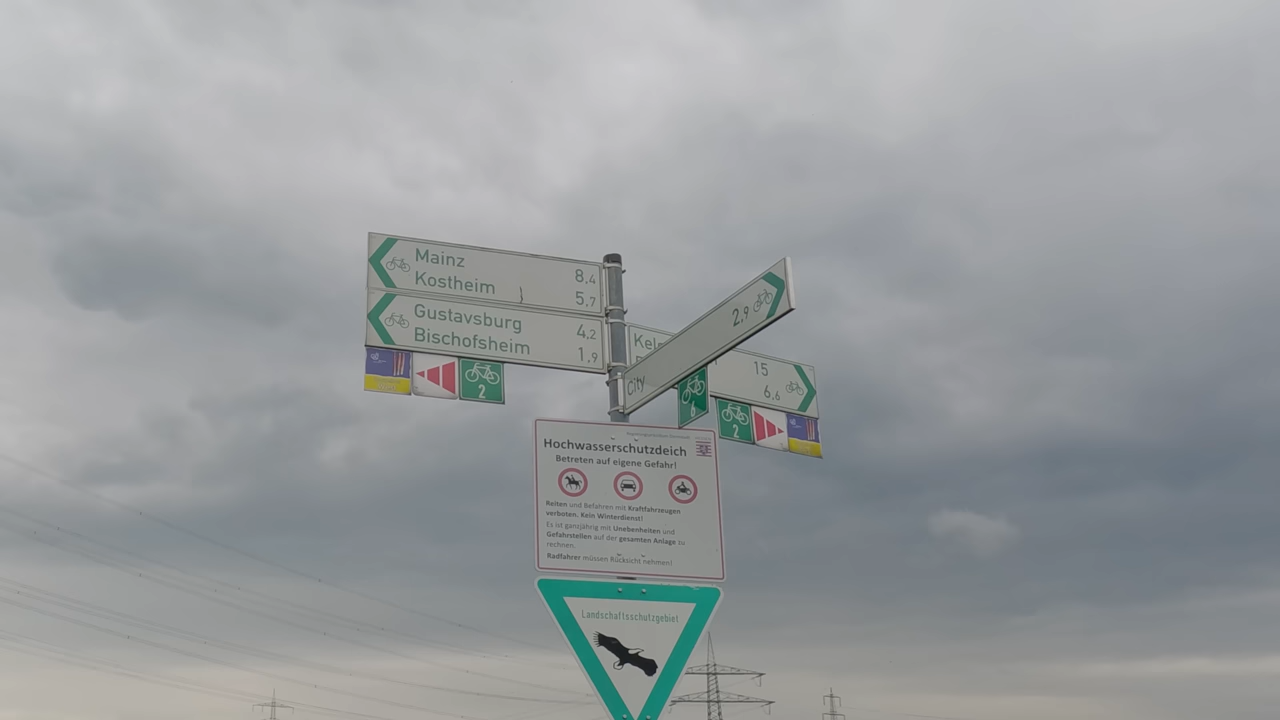 Mainz 8,4
Kostheim 5,7
Gustavsburg 4,2
Bischofsheim 1,9
2
City 2,9
15
6,6
6
2
Hochwasserschutzdeich
Betreten auf eigene Gefahr!
Reiten und Befahren mit Kraftfahrzeugen
verboten. Kein Winterdienst!
Es ist ganzjährig mit Unebenheiten und
Gefahrstellen auf der gesamten Anlage zu
rechnen.
Radfahrer müssen Rücksicht nehmen!
Landschaftsschutzgebiet